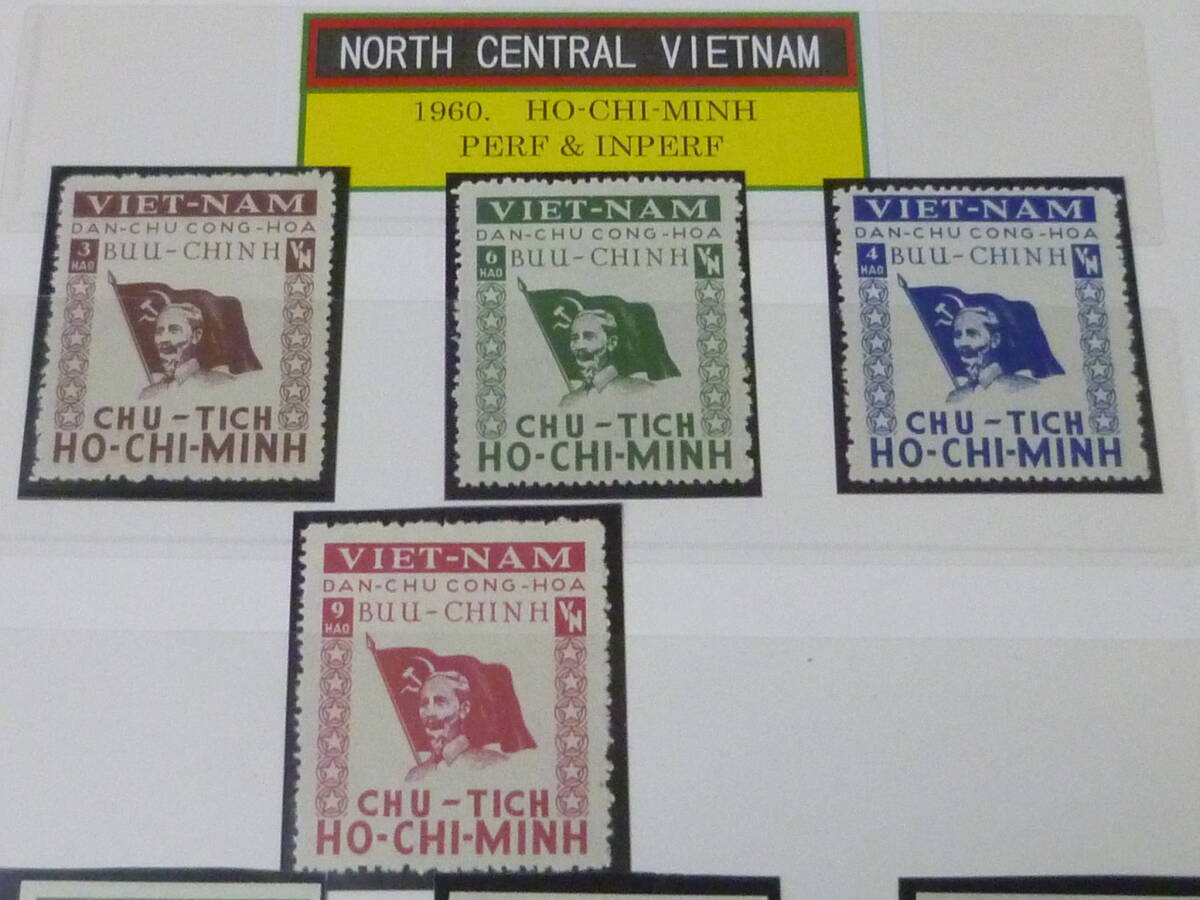 NORTH CENTRAL VIETNAM
1960. HO-CHI-MINH
PERF & INPERF
VIET-NAM
DAN-CHU CONG-HOA
3 HAO BUU-CHINH VN
CHU-TICH
HO-CHI-MINH
VIET-NAM
DAN-CHU CONG-HOA
6 HAO BUU-CHINH VN
CHU-TICH
HO-CHI-MINH
VIET-NAM
DAN-CHU CONG-HOA
4 HAO BUU-CHINH VN
CHU-TICH
HO-CHI-MINH
VIET-NAM
DAN-CHU CONG-HOA
9 HAO BUU-CHINH VN
CHU-TICH
HO-CHI-MINH